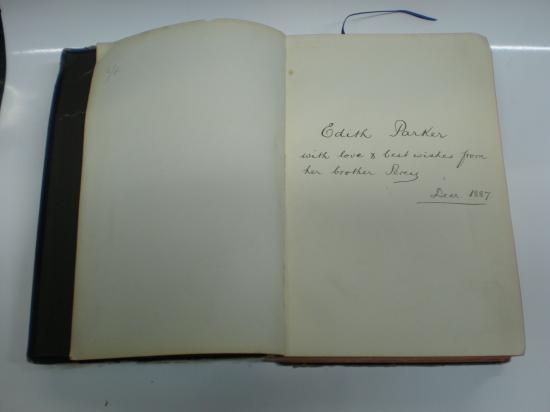 Edith Parker
with love & best wishes from
her brother Percy
Decr. 1887